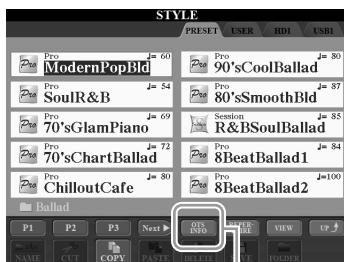 STYLE
PRESET USER HD1 USB1
Pro ♩= 60
ModernPopBld
Pro ♩= 80
90'sCoolBallad
Pro ♩= 54
SoulR&B
Pro ♩= 87
80'sSmoothBld
Pro ♩= 69
70'sGlamPiano
Session ♩= 85
R&BSoulBallad
Pro ♩= 72
70'sChartBallad
Pro ♩= 84
8BeatBallad1
Pro ♩= 80
ChilloutCafe
Pro ♩=100
8BeatBallad2
Ballad
P1 P2 P3 Next OTS INFO VIEW UP
NAME CUT COPY PASTE DELETE FOLDER